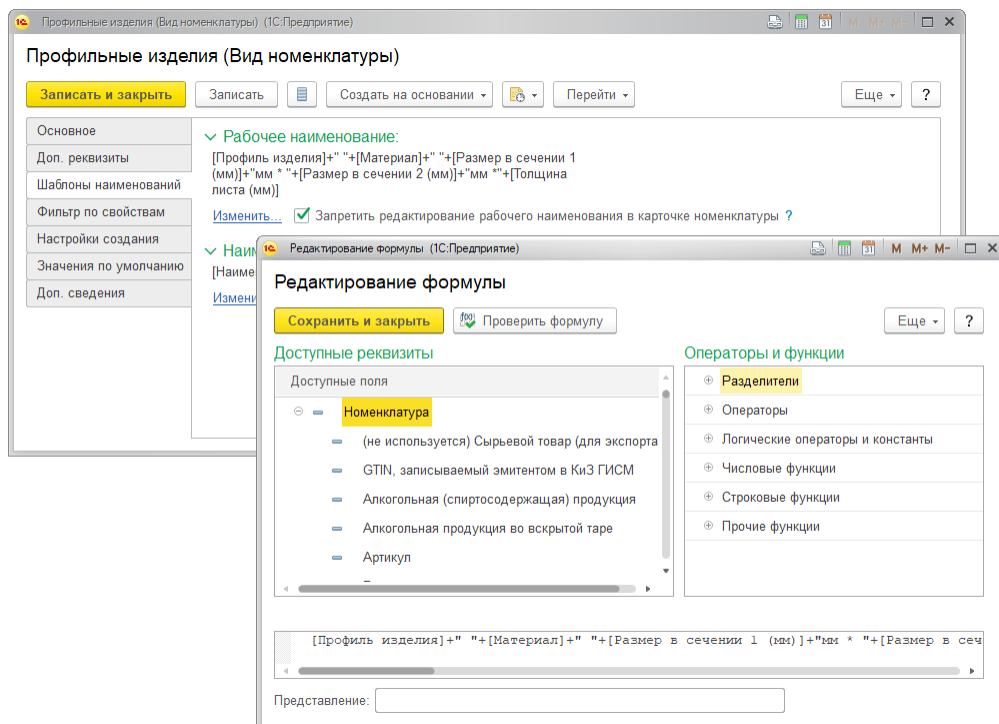 Профильные изделия (Вид номенклатуры) (1С:Предприятие)
M M+ M-
Профильные изделия (Вид номенклатуры)
Записать и закрыть
Записать
Создать на основании
Перейти
Еще
?
Основное
Доп. реквизиты
Шаблоны наименований
Фильтр по свойствам
Настройки создания
Значения по умолчанию
Доп. сведения
Рабочее наименование:
[Профиль изделия]+" "+[Материал]+" "+[Размер в сечении 1
(мм)]+"мм * "+[Размер в сечении 2 (мм)]+"мм *"+[Толщина
листа (мм)]
Изменить... Запретить редактирование рабочего наименования в карточке номенклатуры ?
Наим
[Наиме
Измени
Редактирование формулы (1С:Предприятие)
M M+ M-
Редактирование формулы
Сохранить и закрыть
Проверить формулу
Еще
?
Доступные реквизиты
Доступные поля
Номенклатура
(не используется) Сырьевой товар (для экспорта
GTIN, записываемый эмитентом в КиЗ ГИСМ
Алкогольная (спиртосодержащая) продукция
Алкогольная продукция во вскрытой таре
Артикул
Операторы и функции
Разделители
Операторы
Логические операторы и константы
Числовые функции
Строковые функции
Прочие функции
[Профиль изделия]+" "+[Материал]+" "+[Размер в сечении 1 (мм)]+"мм * "+[Размер в сеч
Представление: